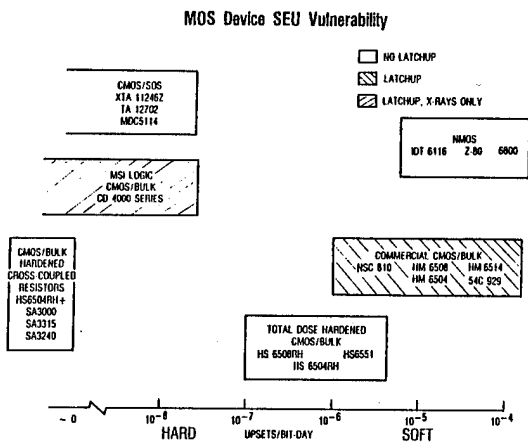 MOS Device SEU Vulnerability
NO LATCHUP
LATCHUP
LATCHUP, X-RAYS ONLY
CMOS/SOS
XTA 11246Z
TA 12702
MDC5114
NMOS
IDT 6116 Z-80 6800
MSI LOGIC
CMOS/BULK
CD 4000 SERIES
CMOS/BULK
HARDENED
CROSS-COUPLED
RESISTORS
HS6504RH+
SA3000
SA3315
SA3240
COMMERCIAL CMOS/BULK
NSC 810 HM 6508 HM 6514
HM 6504 54C 929
TOTAL DOSE HARDENED
CMOS/BULK
HS 6508RH HS6551
HS 6504RH
~ 0 10⁻⁸ 10⁻⁷ 10⁻⁶ 10⁻⁵ 10⁻⁴
HARD UPSETS/BIT-DAY SOFT